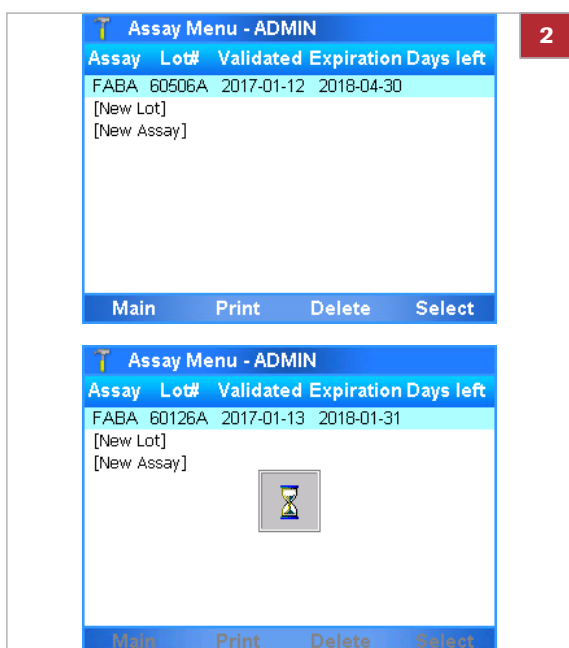 Assay Menu - ADMIN
2
Assay Lot# Validated Expiration Days left
FABA 60506A 2017-01-12 2018-04-30
[New Lot]
[New Assay]
Main Print Delete Select
Assay Menu - ADMIN
Assay Lot# Validated Expiration Days left
FABA 60126A 2017-01-13 2018-01-31
[New Lot]
[New Assay]
Main Print Delete Select